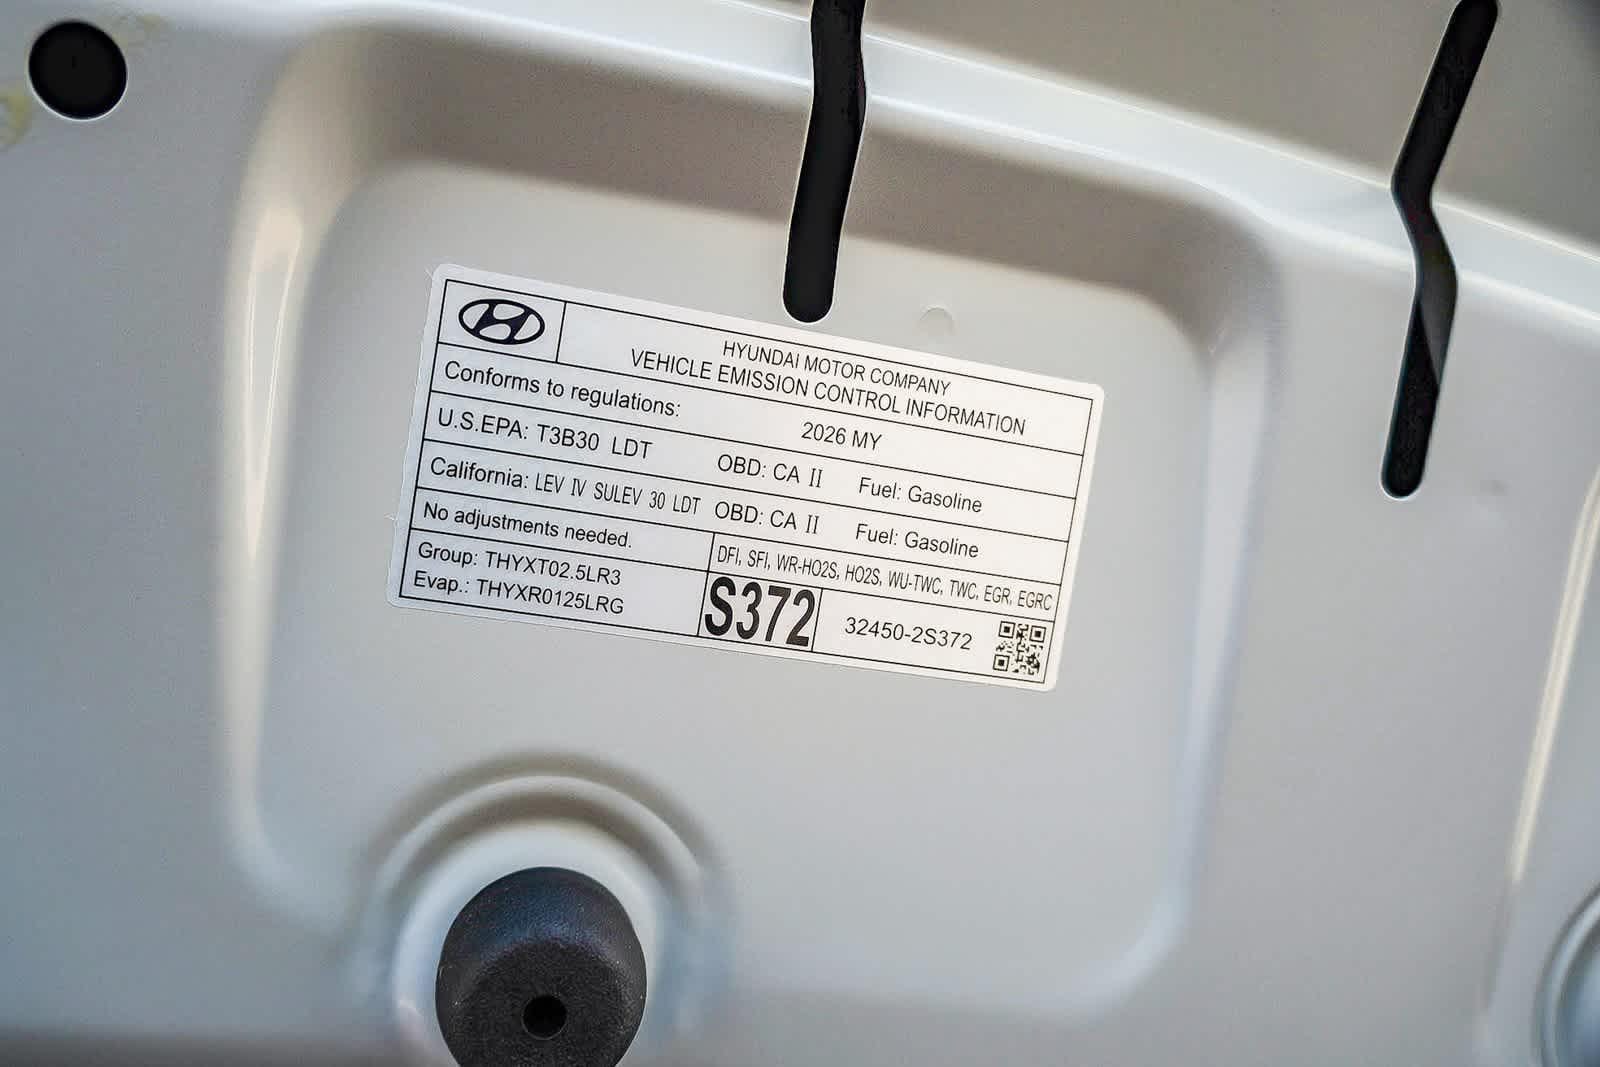 HYUNDAI MOTOR COMPANY
VEHICLE EMISSION CONTROL INFORMATION
Conforms to regulations: 2026 MY
U.S.EPA: T3B30 LDT OBD: CA II Fuel: Gasoline
California: LEV IV SULEV 30 LDT OBD: CA II Fuel: Gasoline
No adjustments needed. DFI, SFI, WR-HO2S, HO2S, WU-TWC, TWC, EGR, EGRC
Group: THYXT02.5LR3
Evap.: THYXR0125LRG
S372 32450-2S372